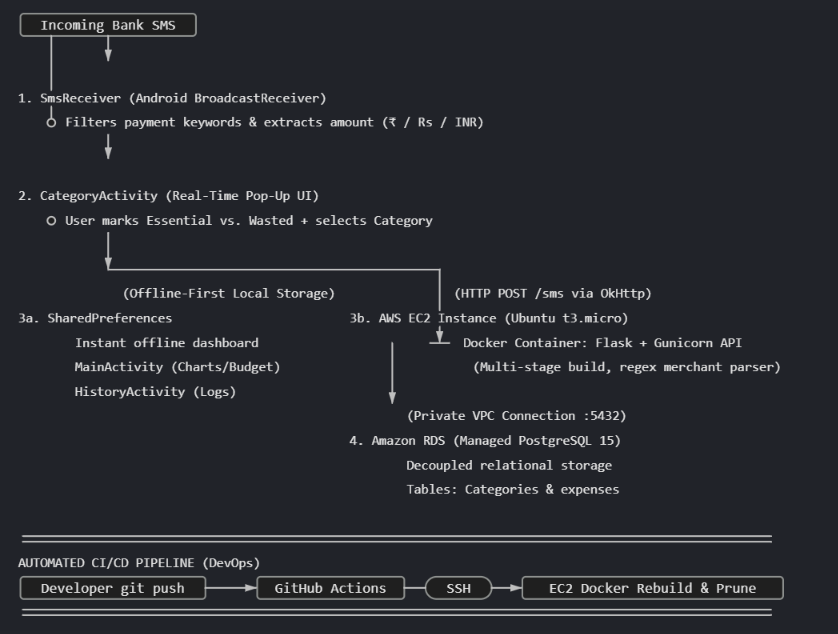 Incoming Bank SMS
1. SmsReceiver (Android BroadcastReceiver)
Filters payment keywords & extracts amount (₹ / Rs / INR)
2. CategoryActivity (Real-Time Pop-Up UI)
User marks Essential vs. Wasted + selects Category
(Offline-First Local Storage)
3a. SharedPreferences
Instant offline dashboard
MainActivity (Charts/Budget)
HistoryActivity (Logs)
(HTTP POST /sms via OkHttp)
3b. AWS EC2 Instance (Ubuntu t3.micro)
Docker Container: Flask + Gunicorn API
(Multi-stage build, regex merchant parser)
(Private VPC Connection :5432)
4. Amazon RDS (Managed PostgreSQL 15)
Decoupled relational storage
Tables: Categories & expenses
AUTOMATED CI/CD PIPELINE (DevOps)
Developer git push
GitHub Actions
SSH
EC2 Docker Rebuild & Prune